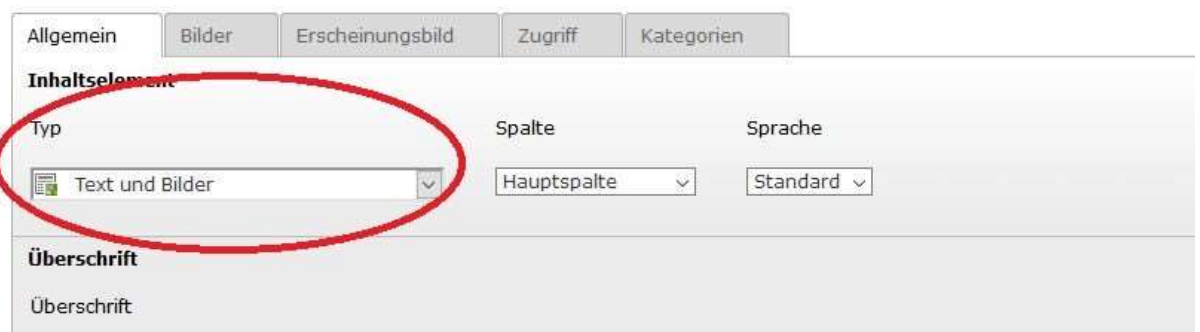 Allgemein Bilder Erscheinungsbild Zugriff Kategorien
Inhaltselement
Typ Spalte Sprache
Text und Bilder Hauptspalte Standard
Überschrift
Überschrift